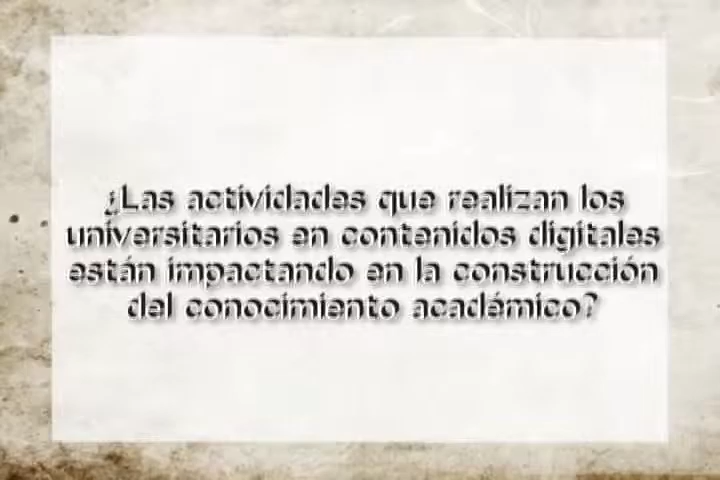 ¿Las actividades que realizan los
universitarios en contenidos digitales
están impactando en la construcción
del conocimiento académico?